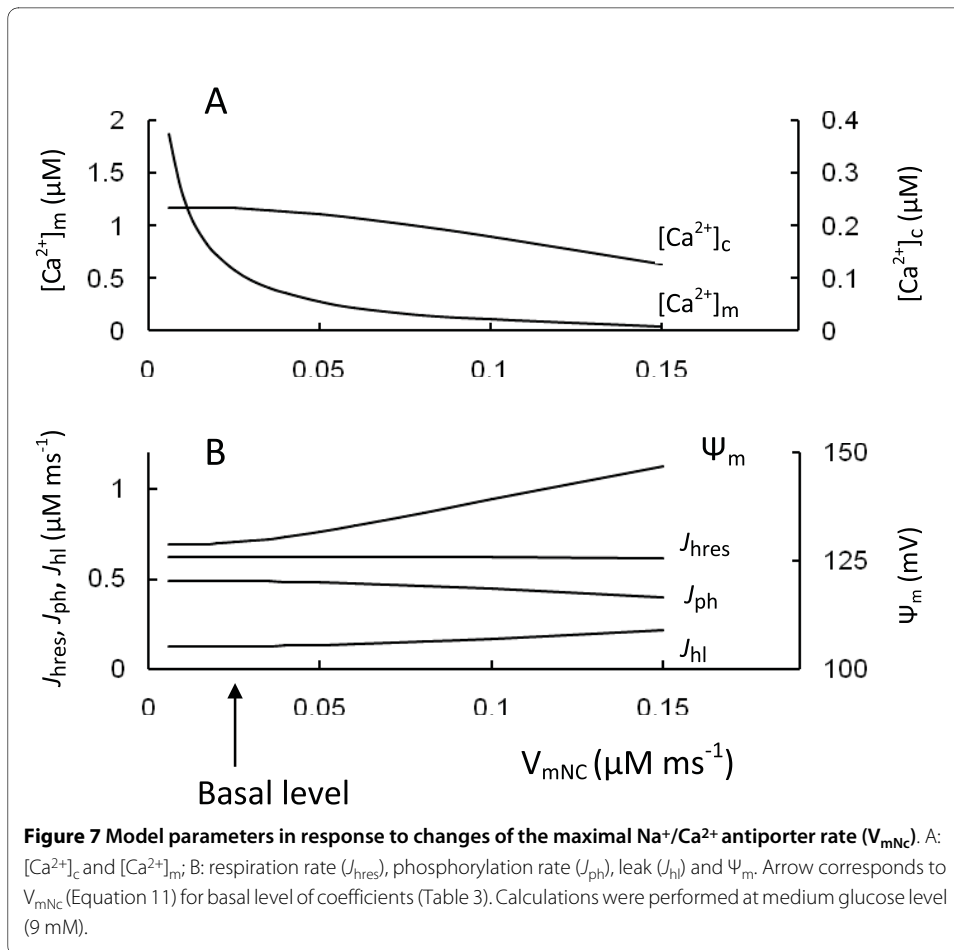 A
2
1.5
1
0.5
0
[Ca²⁺]m (μM)
0.4
0.3
0.2
0.1
0
[Ca²⁺]c (μM)
[Ca²⁺]c
[Ca²⁺]m
0 0.05 0.1 0.15
B
1
0.5
0
Jhres, Jph, Jhl (μM ms⁻¹)
150
125
100
Ψm (mV)
Ψm
Jhres
Jph
Jhl
0 0.05 0.1 0.15
VmNC (μM ms⁻¹)
Basal level
Figure 7 Model parameters in response to changes of the maximal Na⁺/Ca²⁺ antiporter rate (VmNc). A:
[Ca²⁺]c and [Ca²⁺]m; B: respiration rate (Jhres), phosphorylation rate (Jph), leak (Jhl) and Ψm. Arrow corresponds to
VmNc (Equation 11) for basal level of coefficients (Table 3). Calculations were performed at medium glucose level
(9 mM).